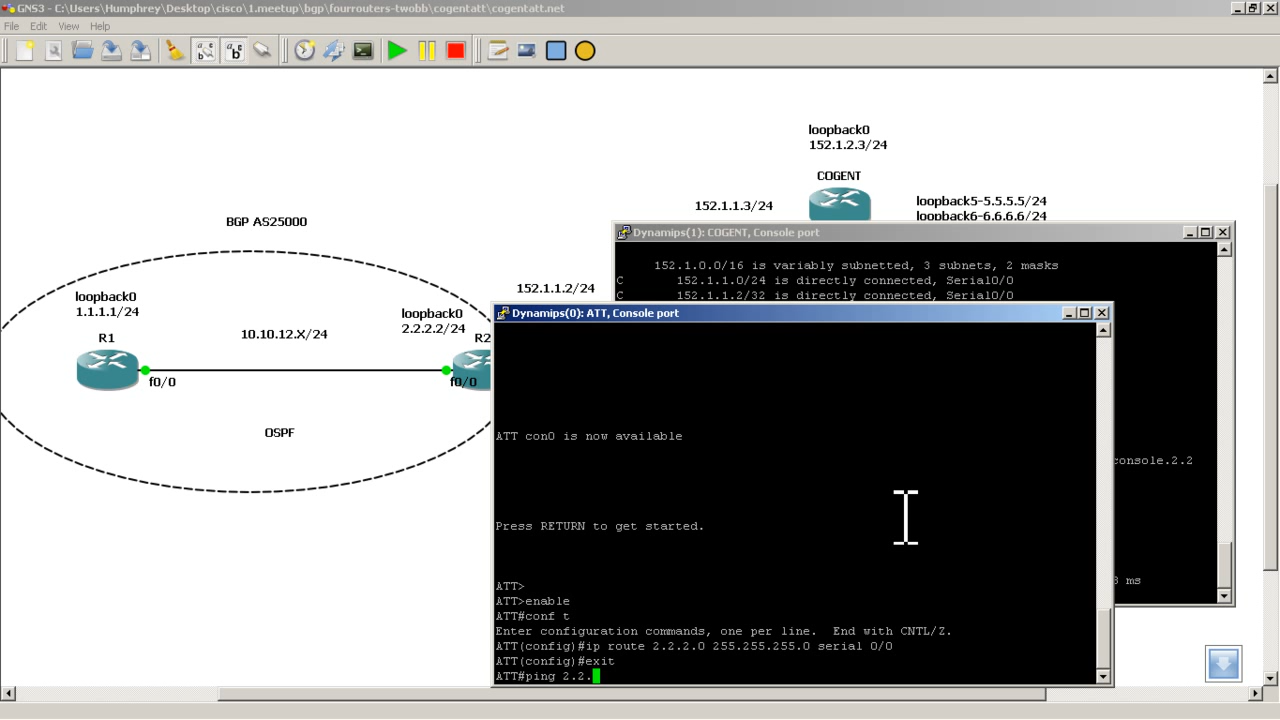 GNS3 - C:\Users\Humphrey\Desktop\cisco\1.meetup\bgp\fourrouters-twobb\cogentatt\cogentatt.net
File Edit View Help
loopback0
152.1.2.3/24
COGENT
152.1.1.3/24
loopback5-5.5.5.5/24
loopback6-6.6.6.6/24
BGP AS25000
Dynamips(1): COGENT, Console port
152.1.0.0/16 is variably subnetted, 3 subnets, 2 masks
C 152.1.1.0/24 is directly connected, Serial0/0
C 152.1.1.2/32 is directly connected, Serial0/0
152.1.1.2/24
loopback0
1.1.1.1/24
R1
10.10.12.X/24
loopback0
2.2.2.2/24
R2
f0/0
f0/0
OSPF
console.2.2
ms
Dynamips(0): ATT, Console port
ATT con0 is now available
Press RETURN to get started.
ATT>
ATT>enable
ATT#conf t
Enter configuration commands, one per line. End with CNTL/Z.
ATT(config)#ip route 2.2.2.0 255.255.255.0 serial 0/0
ATT(config)#exit
ATT#ping 2.2.